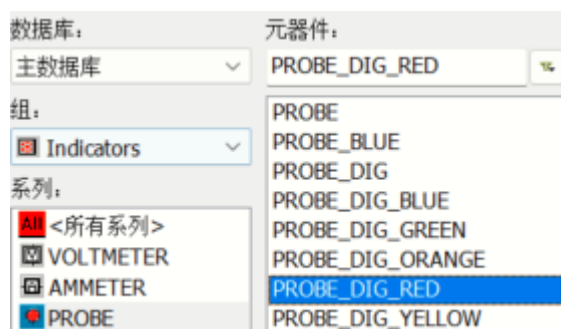 数据库：
主数据库
组：
Indicators
系列：
All <所有系列>
VOLTMETER
AMMETER
PROBE
元器件：
PROBE_DIG_RED
PROBE
PROBE_BLUE
PROBE_DIG
PROBE_DIG_BLUE
PROBE_DIG_GREEN
PROBE_DIG_ORANGE
PROBE_DIG_RED
PROBE_DIG_YELLOW